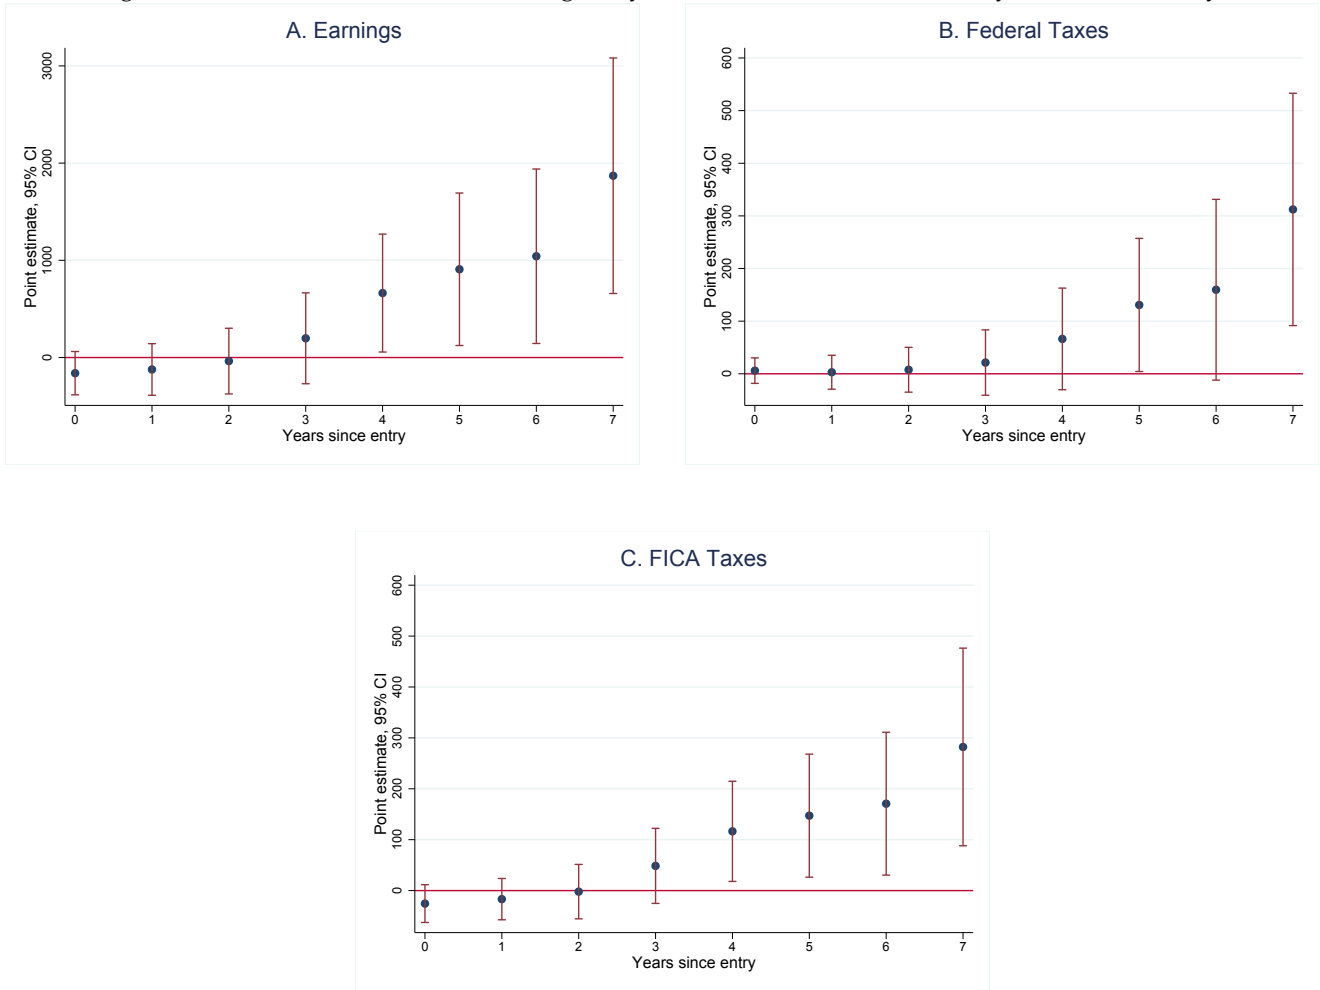 A. Earnings
Point estimate, 95% CI
3000
2000
1000
0
0 1 2 3 4 5 6 7
Years since entry
B. Federal Taxes
Point estimate, 95% CI
600
500
400
300
200
100
0
0 1 2 3 4 5 6 7
Years since entry
C. FICA Taxes
Point estimate, 95% CI
600
500
400
300
200
100
0
0 1 2 3 4 5 6 7
Years since entry